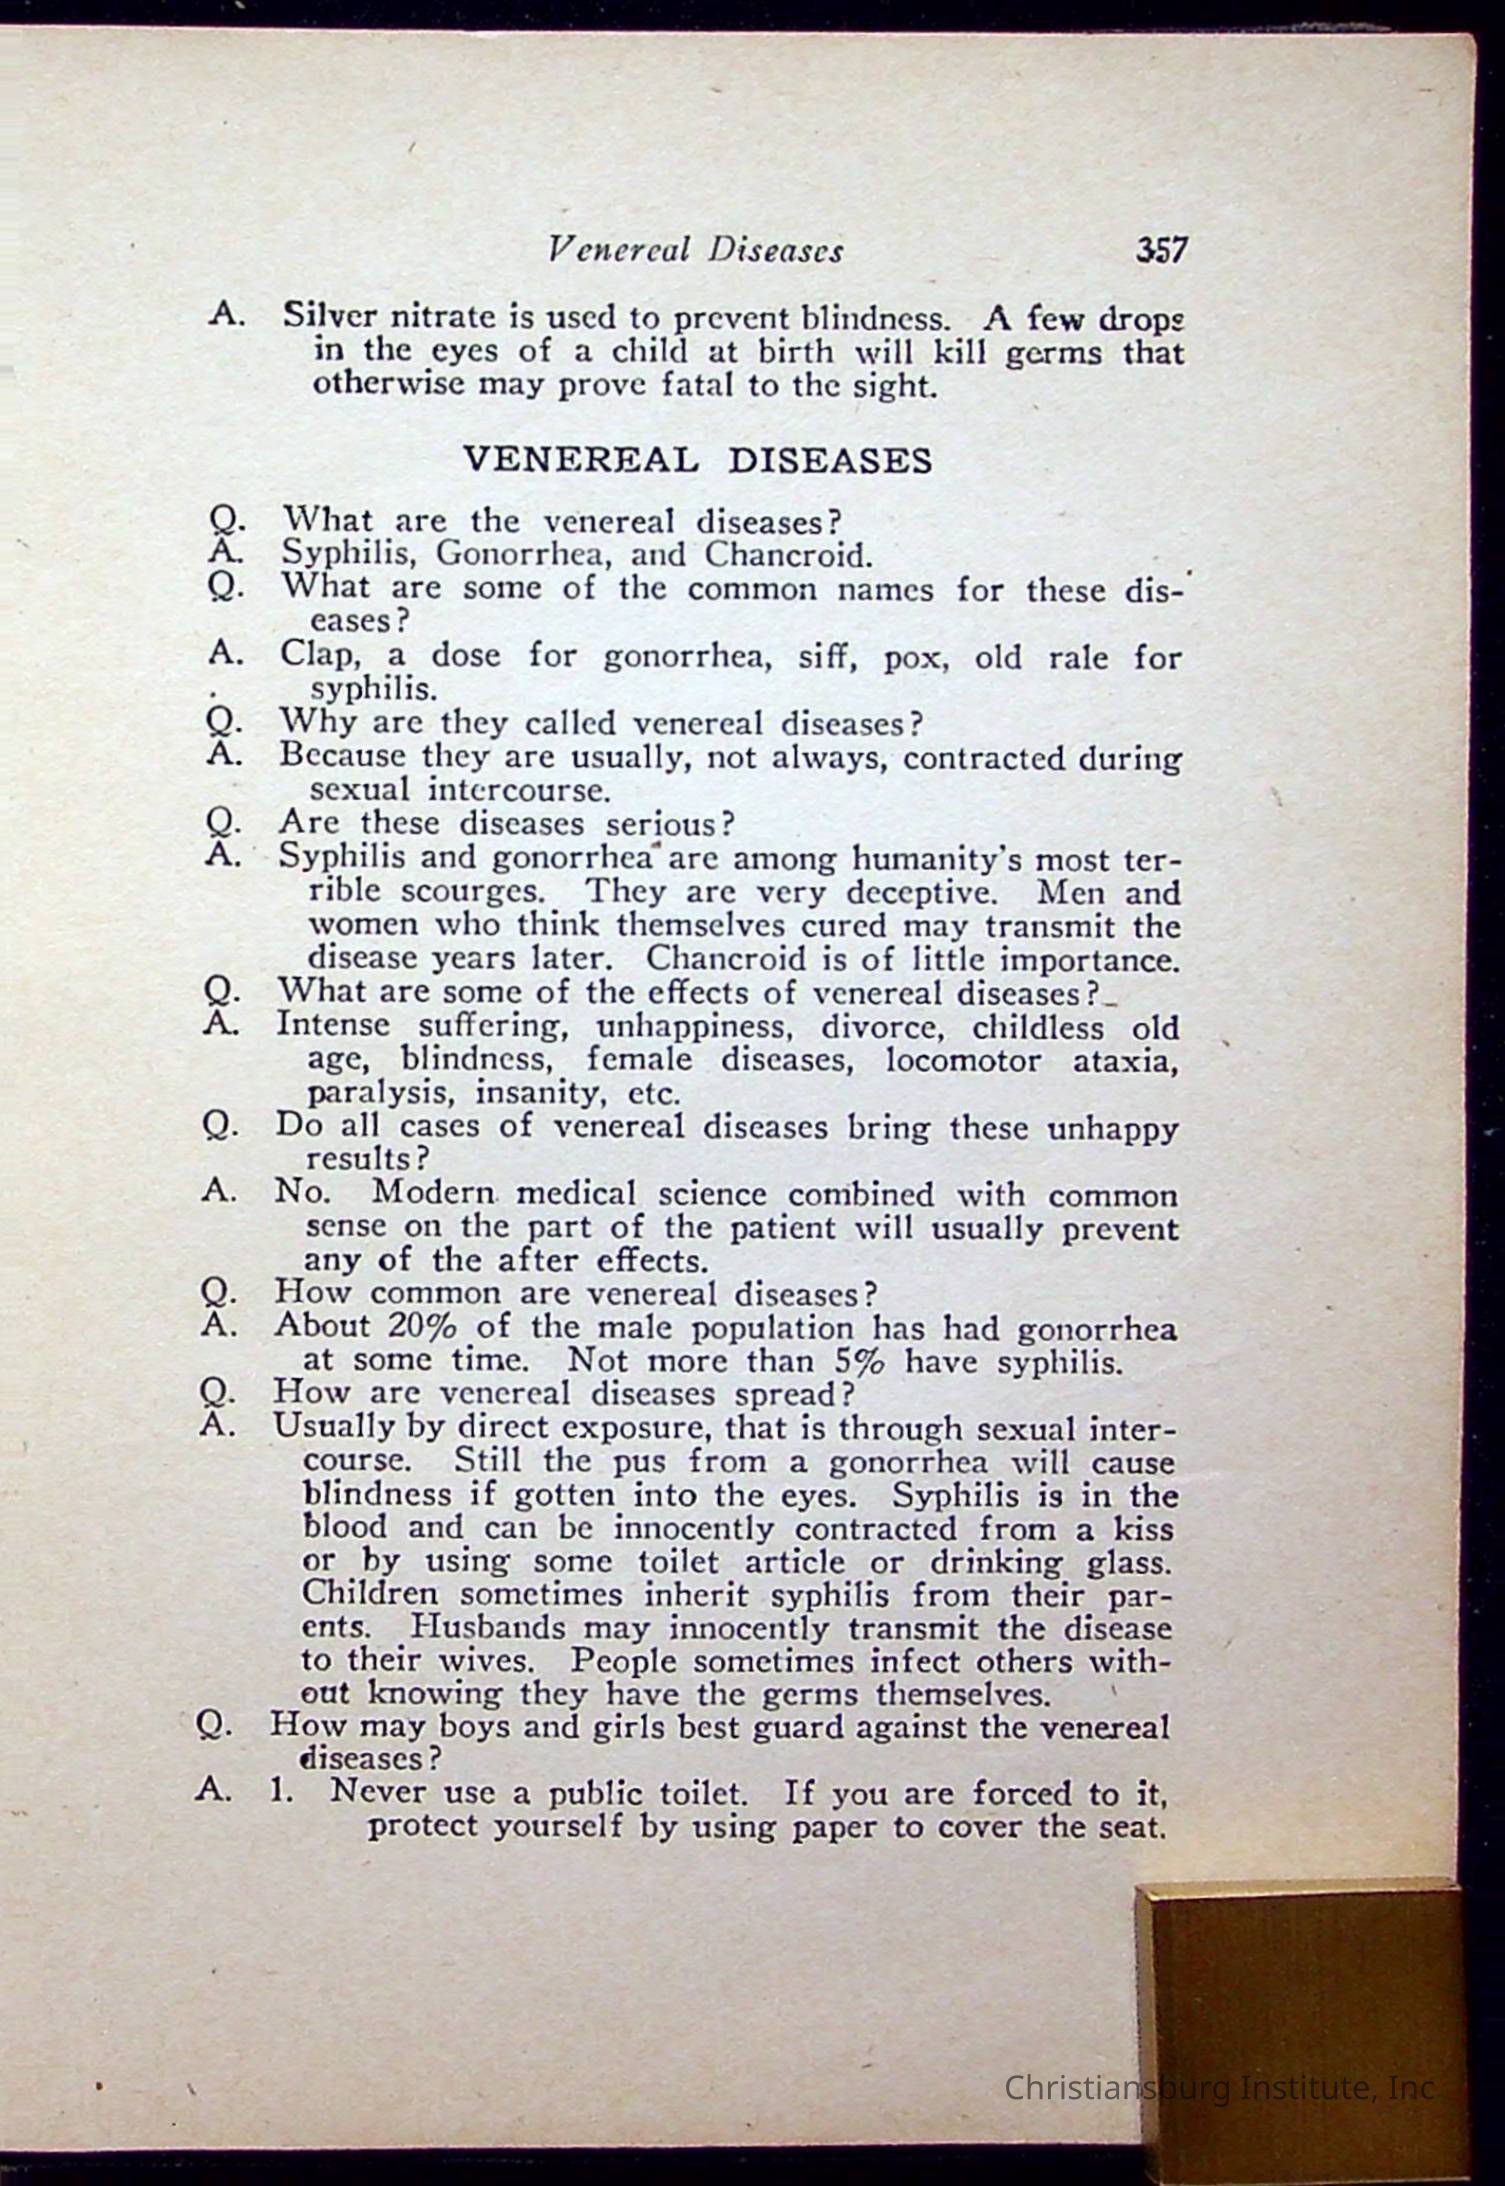 Venereal Diseases 357
A. Silver nitrate is used to prevent blindness. A few drops
in the eyes of a child at birth will kill germs that
otherwise may prove fatal to the sight.
VENEREAL DISEASES
Q. What are the venereal diseases?
A. Syphilis, Gonorrhea, and Chancroid.
Q. What are some of the common names for these dis-
eases?
A. Clap, a dose for gonorrhea, siff, pox, old rale for
syphilis.
Q. Why are they called venereal diseases?
A. Because they are usually, not always, contracted during
sexual intercourse.
Q. Are these diseases serious?
A. Syphilis and gonorrhea are among humanity's most ter-
rible scourges. They are very deceptive. Men and
women who think themselves cured may transmit the
disease years later. Chancroid is of little importance.
Q. What are some of the effects of venereal diseases?
A. Intense suffering, unhappiness, divorce, childless old
age, blindness, female diseases, locomotor ataxia,
paralysis, insanity, etc.
Q. Do all cases of venereal diseases bring these unhappy
results?
A. No. Modern medical science combined with common
sense on the part of the patient will usually prevent
any of the after effects.
Q. How common are venereal diseases?
A. About 20% of the male population has had gonorrhea
at some time. Not more than 5% have syphilis.
Q. How are venereal diseases spread?
A. Usually by direct exposure, that is through sexual inter-
course. Still the pus from a gonorrhea will cause
blindness if gotten into the eyes. Syphilis is in the
blood and can be innocently contracted from a kiss
or by using some toilet article or drinking glass.
Children sometimes inherit syphilis from their par-
ents. Husbands may innocently transmit the disease
to their wives. People sometimes infect others with-
out knowing they have the germs themselves.
Q. How may boys and girls best guard against the venereal
diseases?
A. 1. Never use a public toilet. If you are forced to it,
protect yourself by using paper to cover the seat.
Christiansburg Institute, Inc